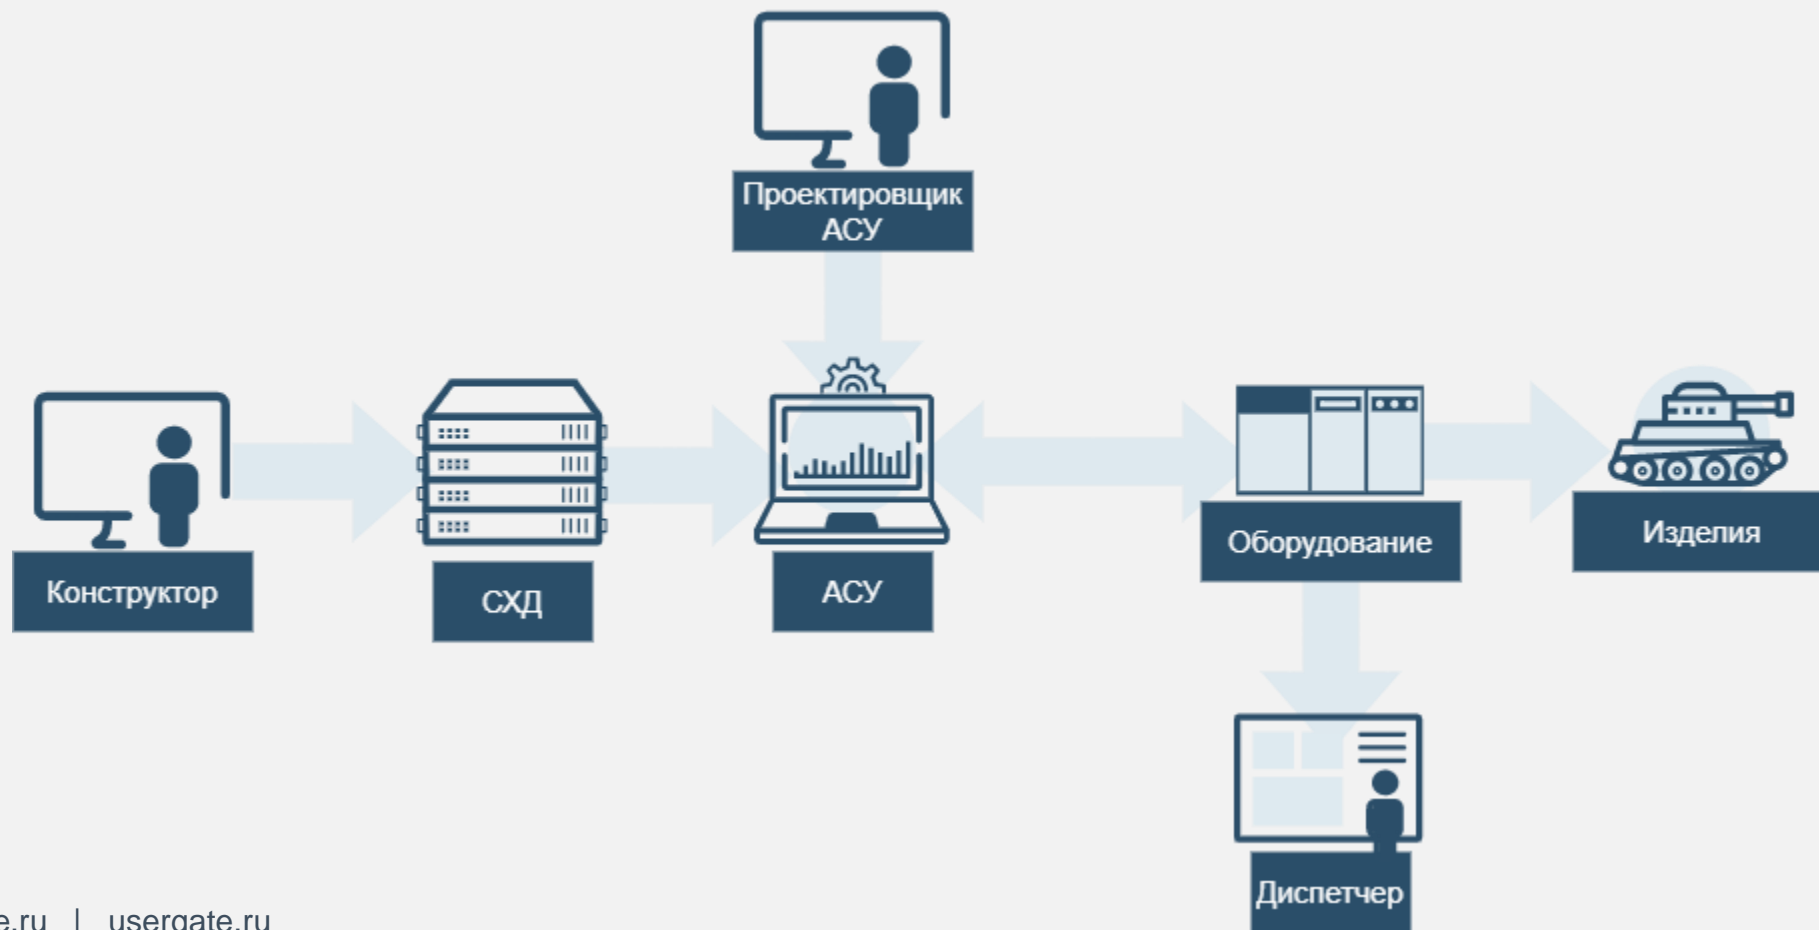 Проектировщик
АСУ
Конструктор
СХД
АСУ
Оборудование
Изделия
Диспетчер
e.ru | usergate.ru